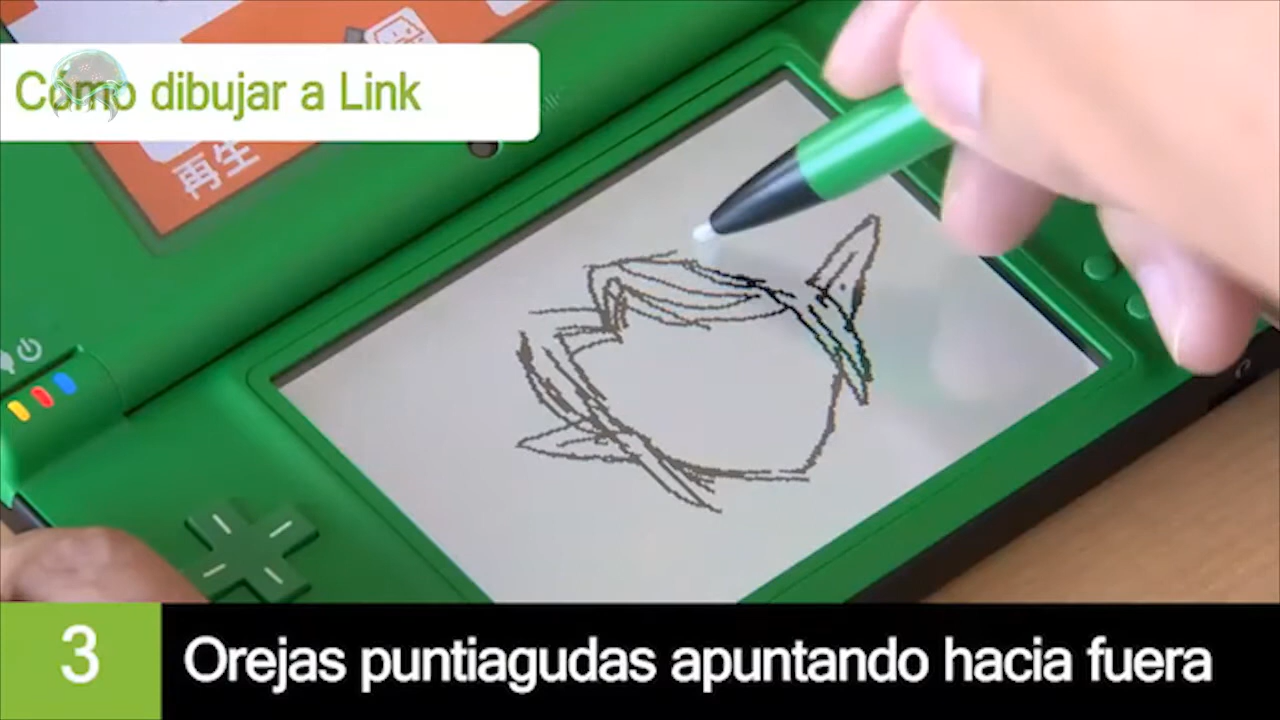 Cómo dibujar a Link
再生
3
Orejas puntiagudas apuntando hacia fuera